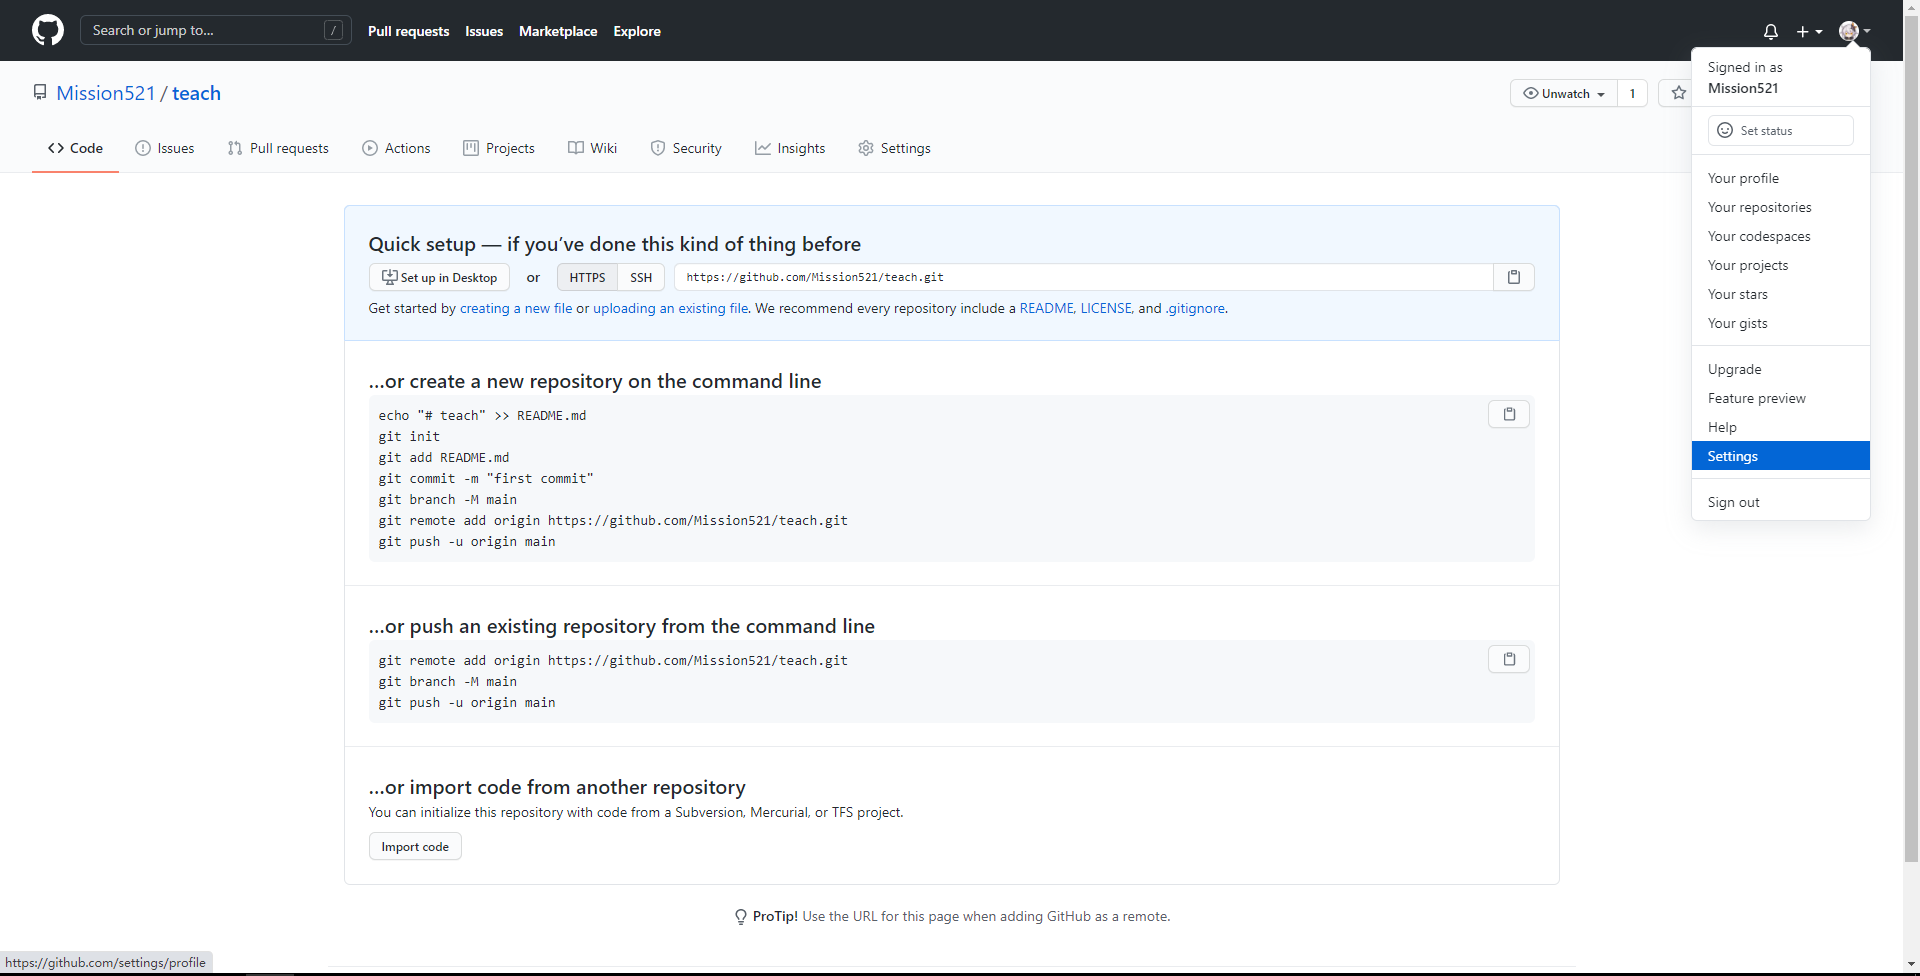 Search or jump to... /
Pull requests Issues Marketplace Explore
Mission521 / teach
Unwatch 1
Code Issues Pull requests Actions Projects Wiki Security Insights Settings
Signed in as
Mission521
Set status
Your profile
Your repositories
Your codespaces
Your projects
Your stars
Your gists
Upgrade
Feature preview
Help
Settings
Sign out
Quick setup — if you’ve done this kind of thing before
Set up in Desktop or HTTPS SSH https://github.com/Mission521/teach.git
Get started by creating a new file or uploading an existing file. We recommend every repository include a README, LICENSE, and .gitignore.
…or create a new repository on the command line
echo "# teach" >> README.md
git init
git add README.md
git commit -m "first commit"
git branch -M main
git remote add origin https://github.com/Mission521/teach.git
git push -u origin main
…or push an existing repository from the command line
git remote add origin https://github.com/Mission521/teach.git
git branch -M main
git push -u origin main
…or import code from another repository
You can initialize this repository with code from a Subversion, Mercurial, or TFS project.
Import code
ProTip! Use the URL for this page when adding GitHub as a remote.
https://github.com/settings/profile